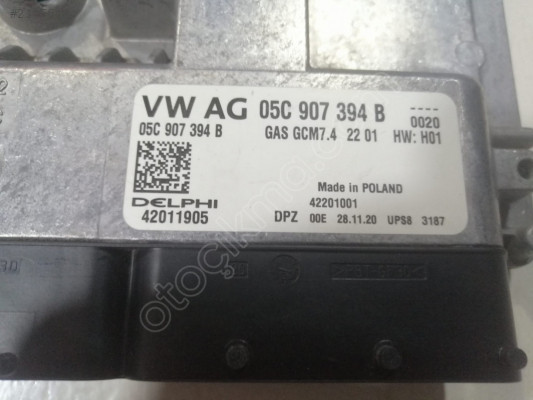 VW AG 05C 907 394 B ----
05C 907 394 B GAS GCM7.4 22 01 0020
HW: H01
Made in POLAND
DELPHI 42201001
42011905 DPZ 00E 28.11.20 UPS8 3187
otoçıkma.com